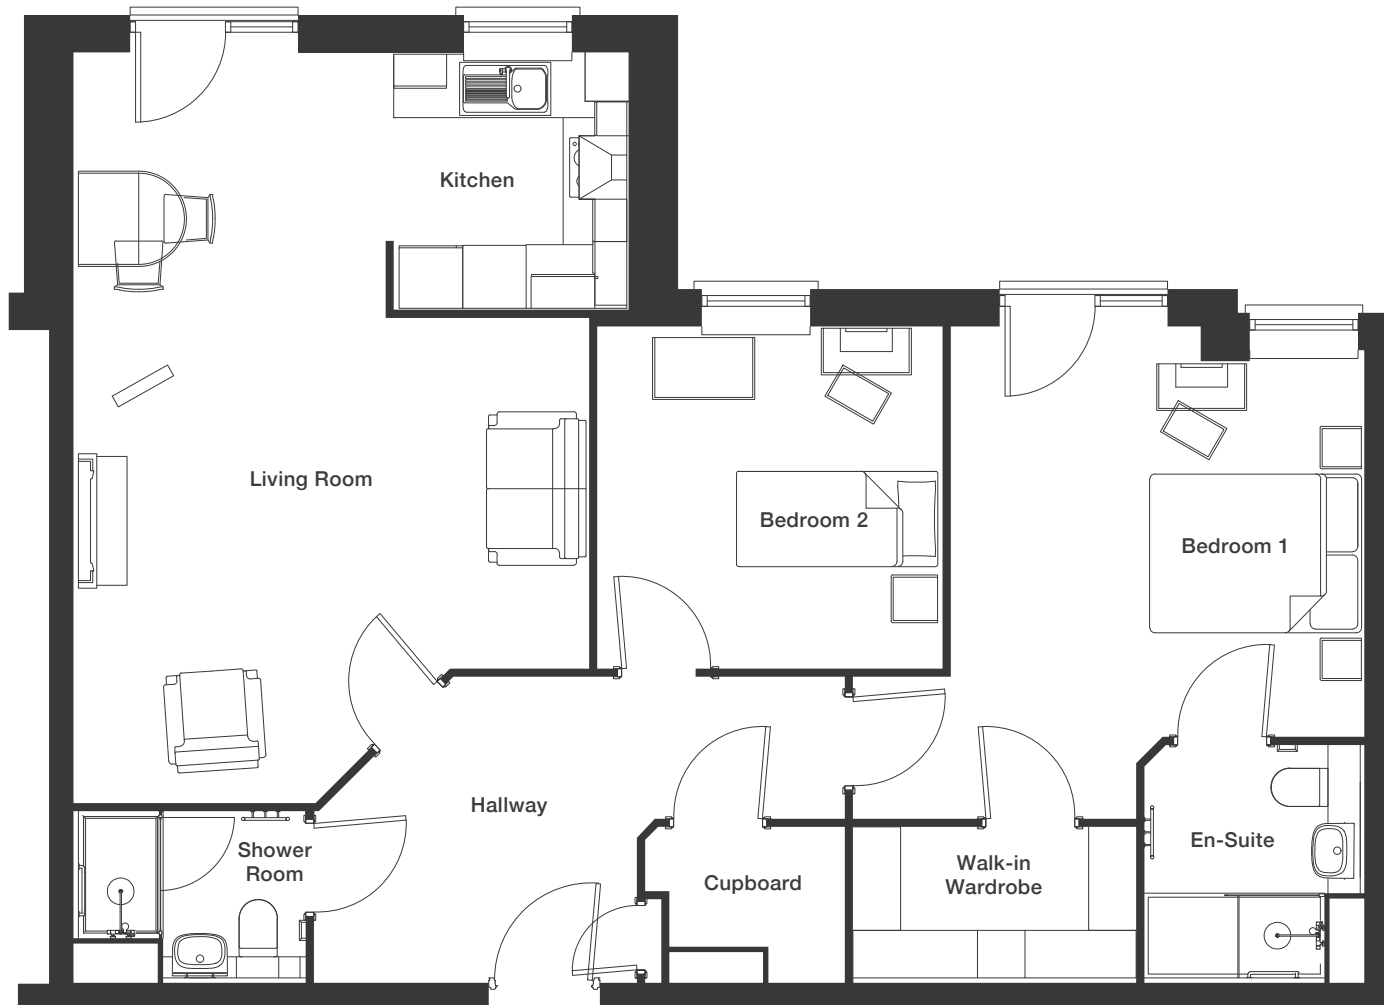 Kitchen
Living Room
Bedroom 2
Bedroom 1
Hallway
Shower
Room
Cupboard
Walk-in
Wardrobe
En-Suite